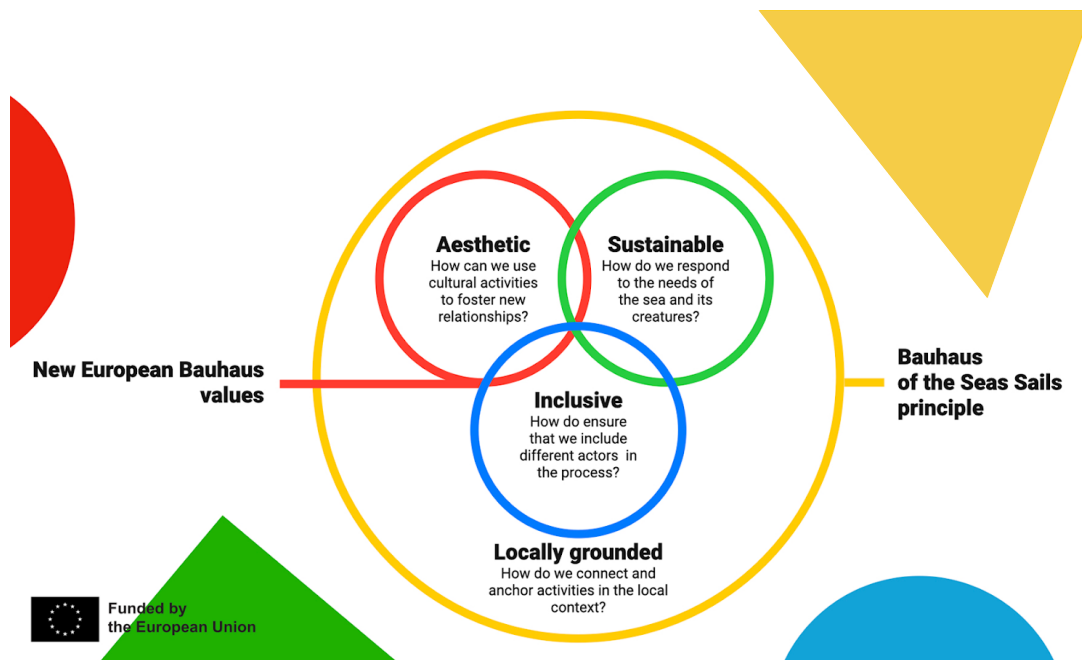 Aesthetic
How can we use
cultural activities
to foster new
relationships?
Sustainable
How do we respond
to the needs of
the sea and its
creatures?
New European Bauhaus
values
Bauhaus
of the Seas Sails
principle
Inclusive
How do ensure
that we include
different actors in
the process?
Locally grounded
How do we connect and
anchor activities in the local
context?
Funded by
the European Union